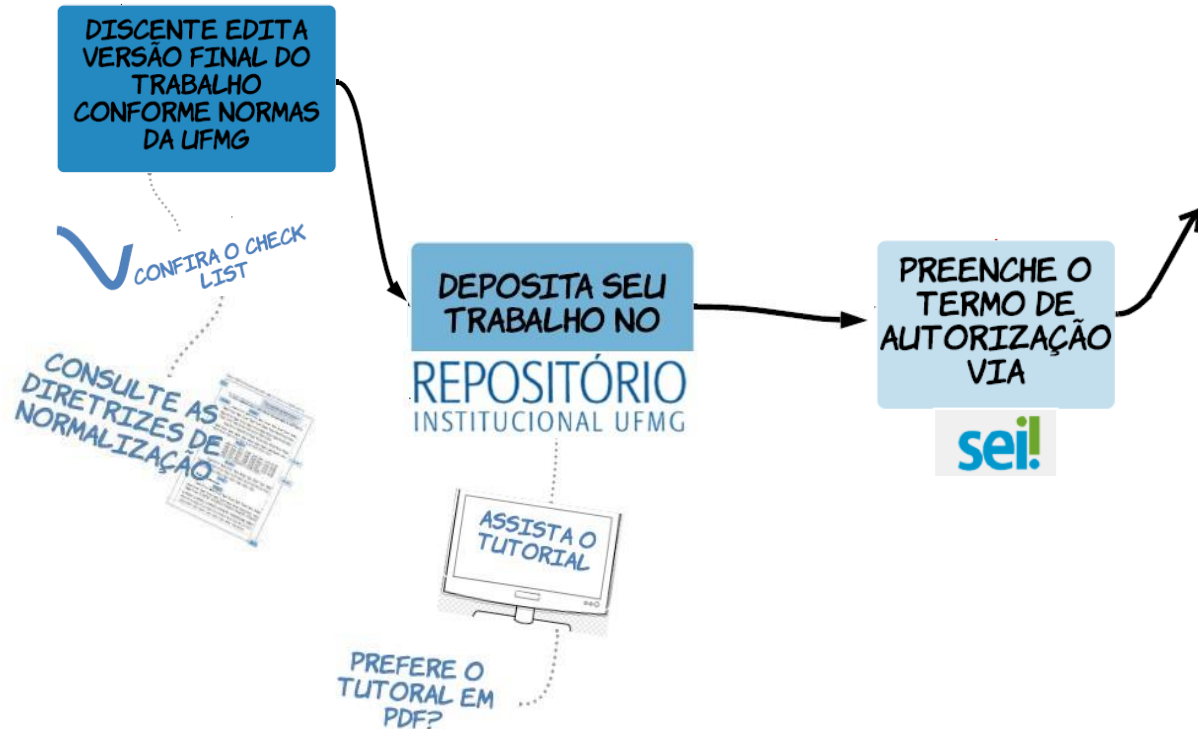 DISCENTE EDITA
VERSÃO FINAL DO
TRABALHO
CONFORME NORMAS
DA UFMG
CONFIRA O CHECK
LIST
CONSULTE AS
DIRETRIZES DE
NORMALIZAÇÃO
DEPOSITA SEU
TRABALHO NO
REPOSITÓRIO
INSTITUCIONAL UFMG
ASSISTA O
TUTORIAL
PREFERE O
TUTORAL EM
PDF?
PREENCHE O
TERMO DE
AUTORIZAÇÃO
VIA
sei!